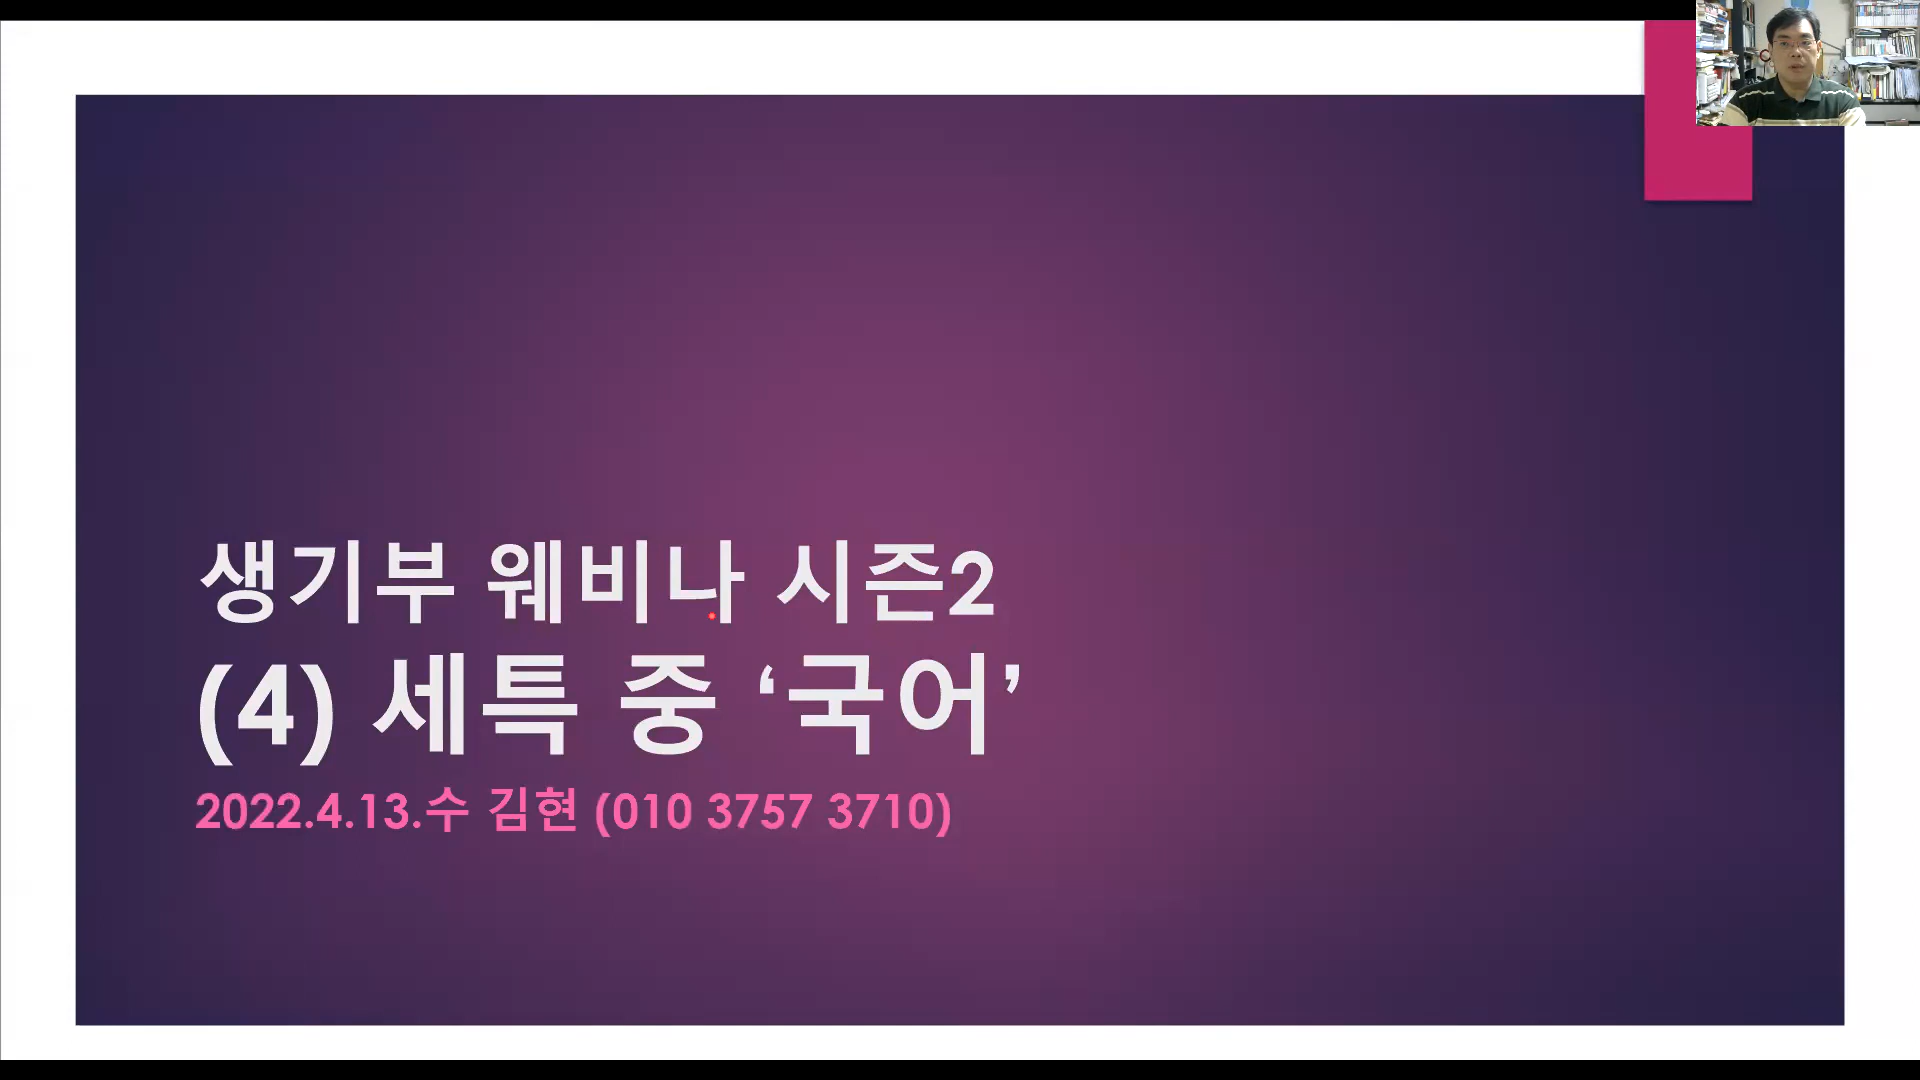 생기부 웨비나 시즌2
(4) 세특 중 ‘국어’
2022.4.13.수 김현 (010 3757 3710)